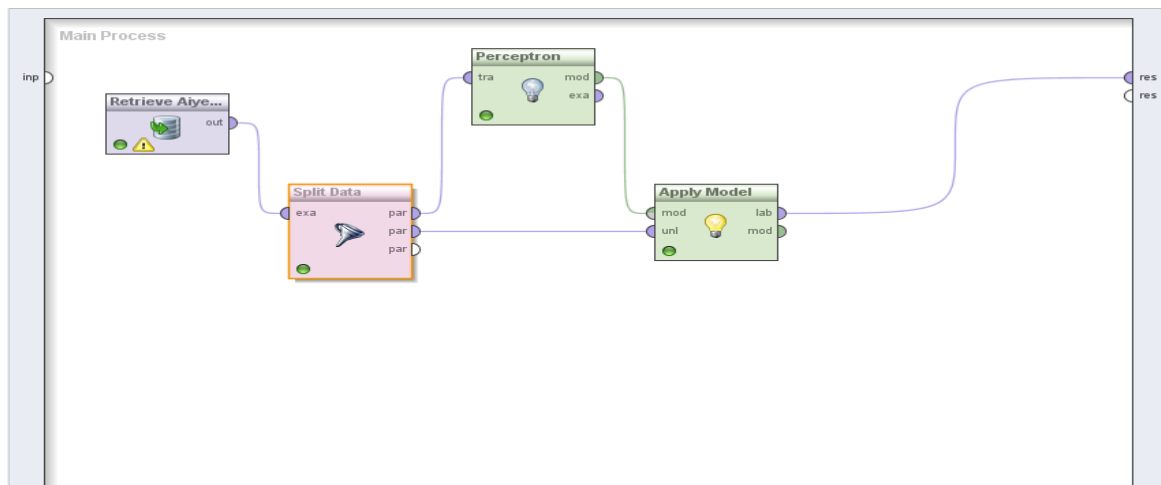 Main Process
inp
res
res
Perceptron
tra
mod
exa
Retrieve Aiye...
out
Split Data
exa
par
par
par
Apply Model
mod
lab
unl
mod